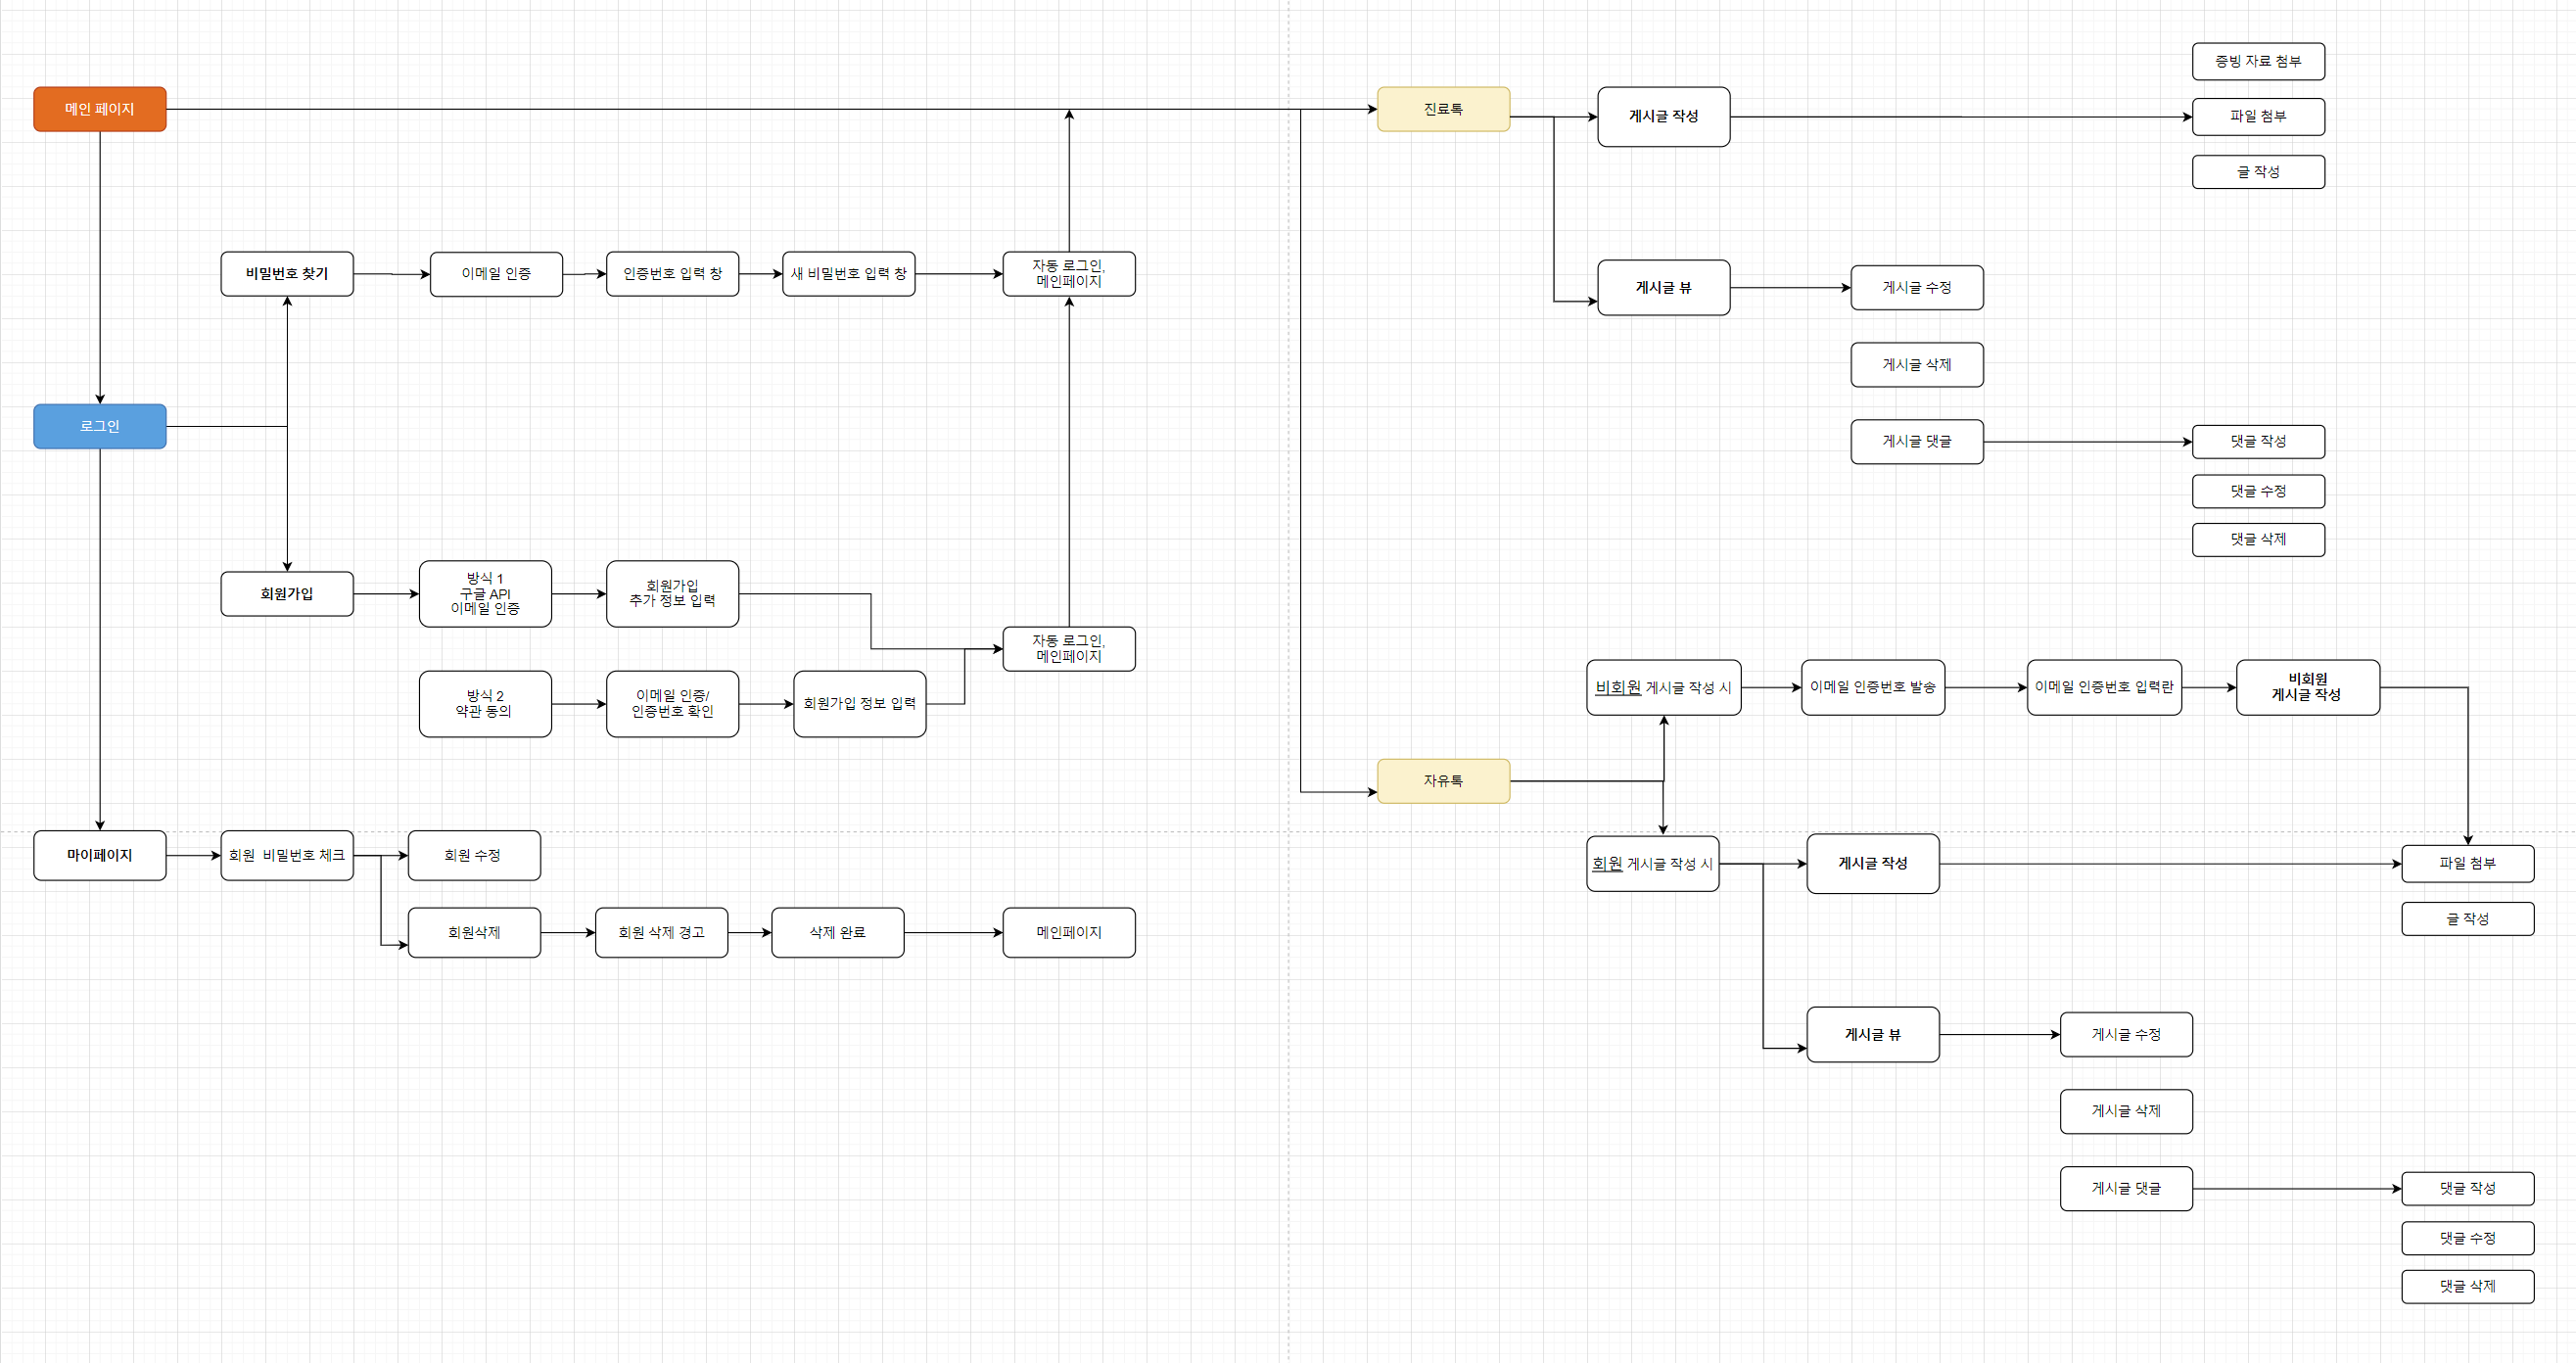 메인 페이지
로그인
비밀번호 찾기
이메일 인증
인증번호 입력 창
새 비밀번호 입력 창
자동 로그인,
메인페이지
회원가입
방식 1
구글 API
이메일 인증
회원가입
추가 정보 입력
자동 로그인,
메인페이지
방식 2
약관 동의
이메일 인증/
인증번호 확인
회원가입 정보 입력
마이페이지
회원 비밀번호 체크
회원 수정
회원삭제
회원 삭제 경고
삭제 완료
메인페이지
진료톡
게시글 작성
증빙 자료 첨부
파일 첨부
글 작성
게시글 뷰
게시글 수정
게시글 삭제
게시글 댓글
댓글 작성
댓글 수정
댓글 삭제
자유톡
비회원 게시글 작성 시
이메일 인증번호 발송
이메일 인증번호 입력란
비회원
게시글 작성
회원 게시글 작성 시
게시글 작성
파일 첨부
글 작성
게시글 뷰
게시글 수정
게시글 삭제
게시글 댓글
댓글 작성
댓글 수정
댓글 삭제